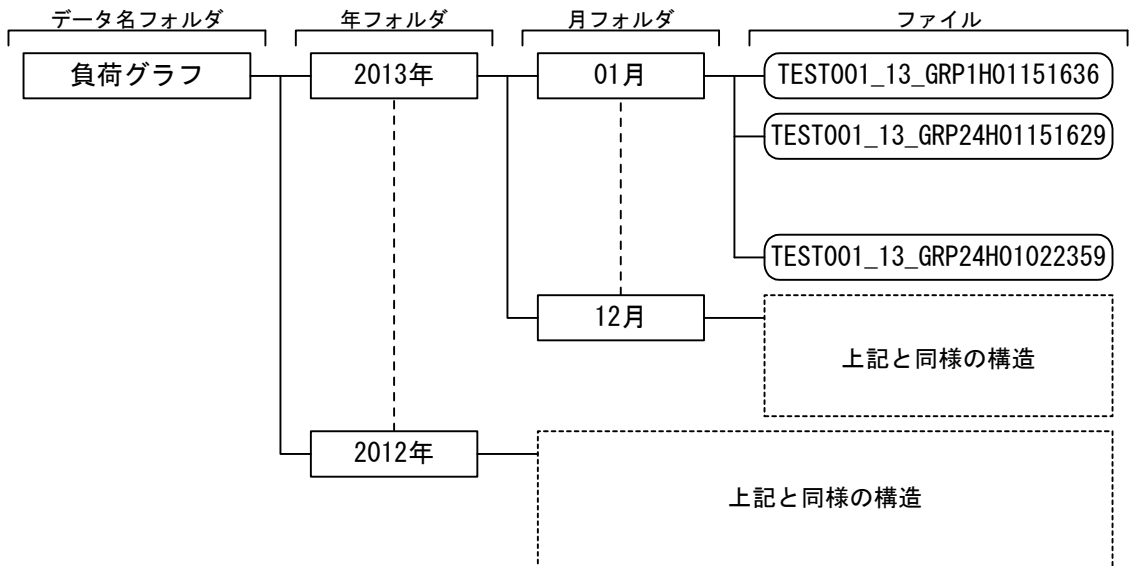 データ名フォルダ 年フォルダ 月フォルダ ファイル
負荷グラフ 2013年 01月 TEST001_13_GRP1H01151636
TEST001_13_GRP24H01151629
TEST001_13_GRP24H01022359
12月
上記と同様の構造
2012年
上記と同様の構造